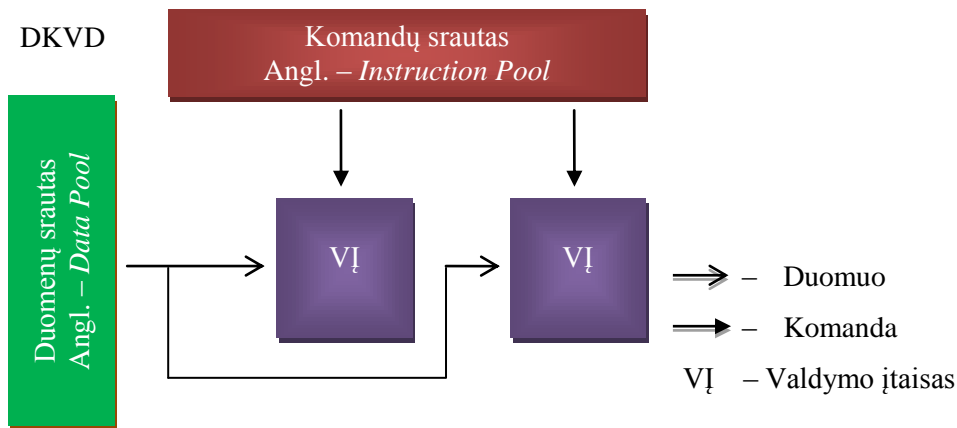 DKVD
Komandų srautas
Angl. – Instruction Pool
Duomenų srautas
Angl. – Data Pool
VĮ
VĮ
– Duomuo
– Komanda
VĮ – Valdymo įtaisas